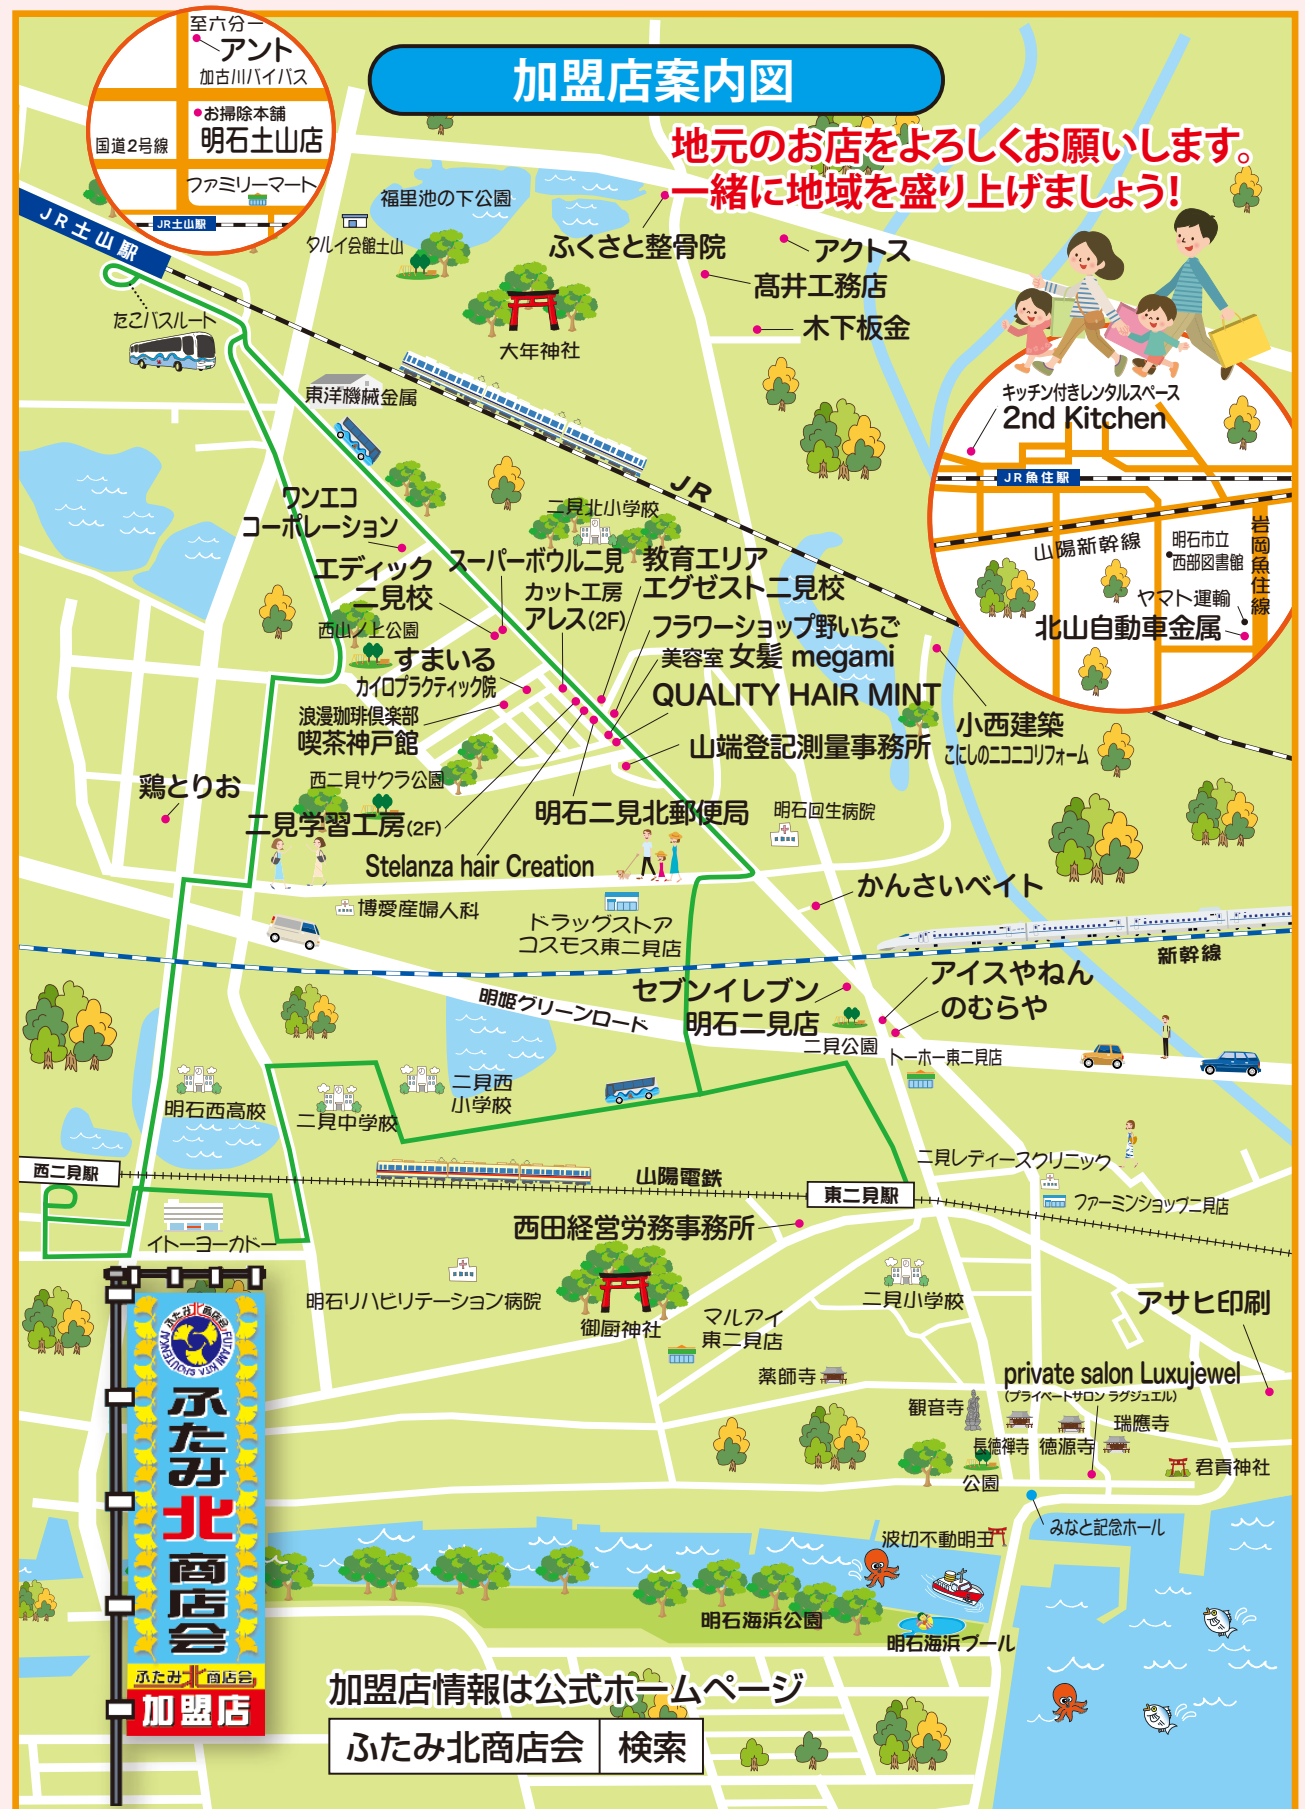 加盟店案内図
地元のお店をよろしくお願いします。
一緒に地域を盛り上げましょう!
至六分一
アント
加古川バイパス
お掃除本舗
明石土山店
国道2号線
ファミリーマート
JR土山駅
JR土山駅
たこバスルート
福里池の下公園
タルイ会館土山
ふくさと整骨院
アクトス
髙井工務店
木下板金
大年神社
東洋機械金属
JR
キッチン付きレンタルスペース
2nd Kitchen
JR魚住駅
山陽新幹線
明石市立
西部図書館
岩岡魚住線
ヤマト運輸
北山自動車金属
ワンエコ
コーポレーション
二見北小学校
エディック
二見校
スーパーボウル二見
教育エリア
エグゼスト二見校
カット工房
アレス(2F)
西山ノ上公園
フラワーショップ野いちご
美容室 女髪 megami
すまいる
カイロプラクティック院
QUALITY HAIR MINT
浪漫珈琲倶楽部
喫茶神戸館
山端登記測量事務所
小西建築
こにしのニコニコリフォーム
鶏とりお
西二見サクラ公園
二見学習工房(2F)
明石二見北郵便局
明石回生病院
Stelanza hair Creation
かんさいベイト
博愛産婦人科
ドラッグストア
コスモス東二見店
新幹線
明姫グリーンロード
セブンイレブン
明石二見店
アイスやねん
のむらや
二見公園
トーホー東二見店
明石西高校
二見中学校
二見西
小学校
西二見駅
山陽電鉄
東二見駅
二見レディースクリニック
ファーミンショップ二見店
イトーヨーカドー
西田経営労務事務所
明石リハビリテーション病院
御厨神社
マルアイ
東二見店
二見小学校
アサヒ印刷
薬師寺
private salon Luxujewel
(プライベートサロン ラグジュエル)
観音寺
長徳禅寺
徳源寺
瑞應寺
公園
君貢神社
みなと記念ホール
波切不動明王
明石海浜公園
明石海浜プール
ふたみ北商店会
FUTAMI KITA SHOUTENKAI
ふたみ北商店会
ふたみ北商店会
加盟店
加盟店情報は公式ホームページ
ふたみ北商店会 検索